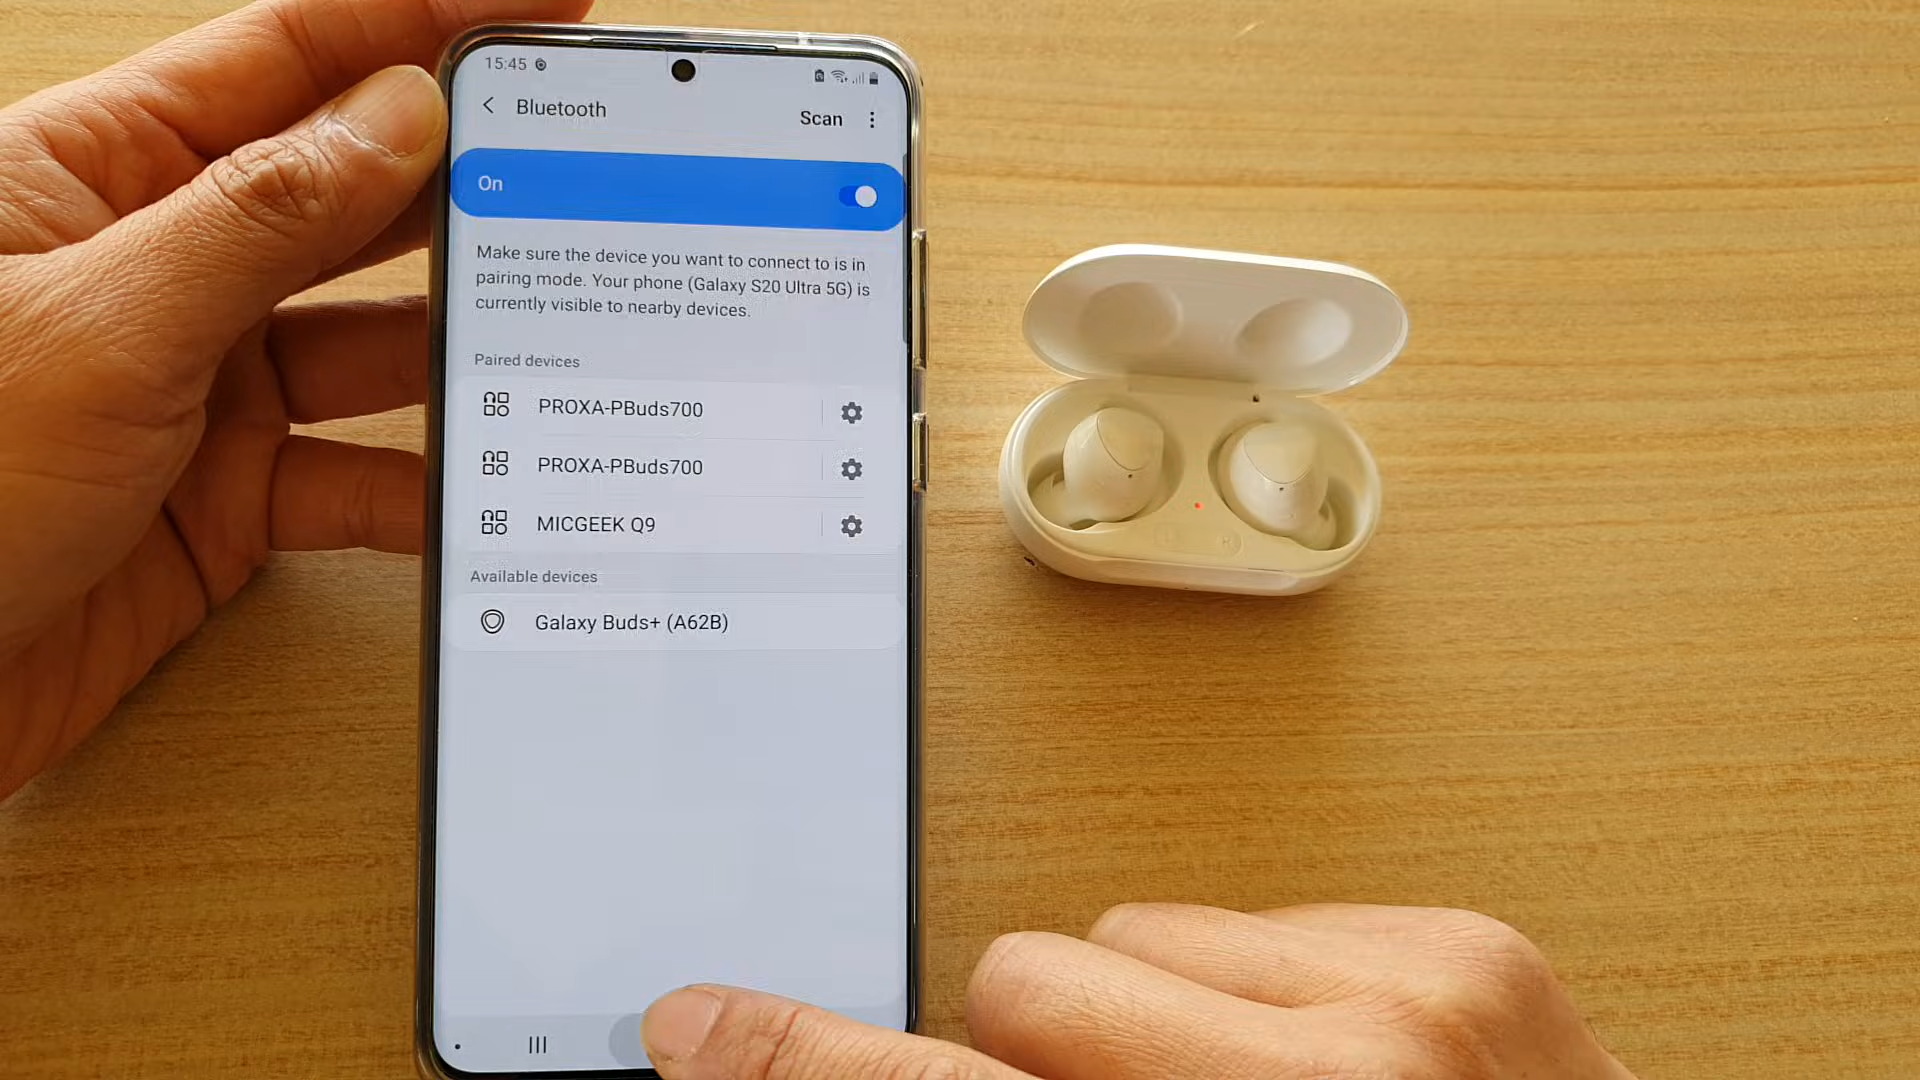 15:45
Bluetooth
Scan
On
Make sure the device you want to connect to is in
pairing mode. Your phone (Galaxy S20 Ultra 5G) is
currently visible to nearby devices.
Paired devices
PROXA-PBuds700
PROXA-PBuds700
MICGEEK Q9
Available devices
Galaxy Buds+ (A62B)